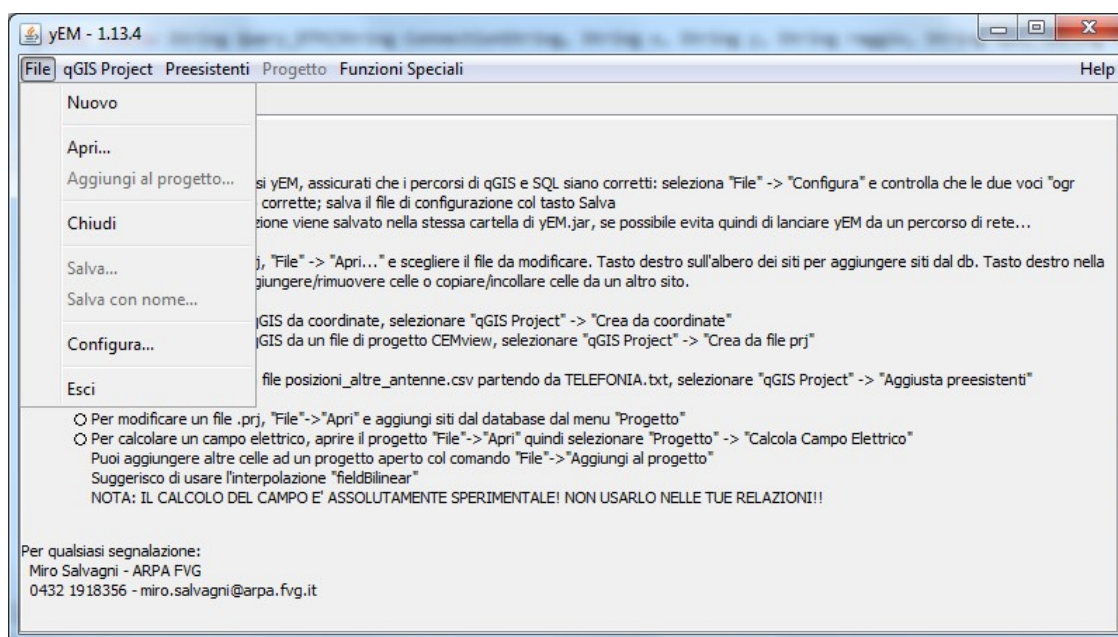 yEM - 1.13.4
File qGIS Project Preesistenti Progetto Funzioni Speciali Help
Nuovo
Apri...
Aggiungi al progetto...
Chiudi
Salva...
Salva con nome...
Configura...
Esci
si yEM, assicurati che i percorsi di qGIS e SQL siano corretti: seleziona "File" -> "Configura" e controlla che le due voci "ogr
corrette; salva il file di configurazione col tasto Salva
zione viene salvato nella stessa cartella di yEM.jar, se possibile evita quindi di lanciare yEM da un percorso di rete...
j, "File" -> "Apri..." e scegliere il file da modificare. Tasto destro sull'albero dei siti per aggiungere siti dal db. Tasto destro nella
giungere/rimuovere celle o copiare/incollare celle da un altro sito.
qGIS da coordinate, selezionare "qGIS Project" -> "Crea da coordinate"
qGIS da un file di progetto CEMview, selezionare "qGIS Project" -> "Crea da file prj"
file posizioni_altre_antenne.csv partendo da TELEFONIA.txt, selezionare "qGIS Project" -> "Aggiusta preesistenti"
Per modificare un file .prj, "File"->"Apri" e aggiungi siti dal database dal menu "Progetto"
Per calcolare un campo elettrico, aprire il progetto "File"->"Apri" quindi selezionare "Progetto" -> "Calcola Campo Elettrico"
Puoi aggiungere altre celle ad un progetto aperto col comando "File"->"Aggiungi al progetto"
Suggerisco di usare l'interpolazione "fieldBilinear"
NOTA: IL CALCOLO DEL CAMPO E' ASSOLUTAMENTE SPERIMENTALE! NON USARLO NELLE TUE RELAZIONI!!
Per qualsiasi segnalazione:
Miro Salvagni - ARPA FVG
0432 1918356 - miro.salvagni@arpa.fvg.it